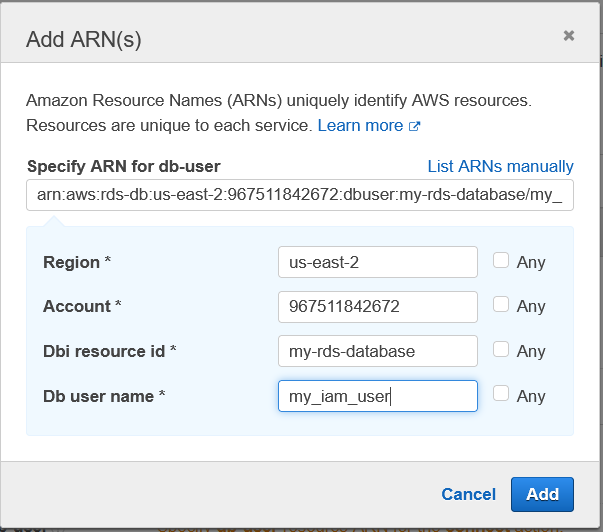 Add ARN(s)
Amazon Resource Names (ARNs) uniquely identify AWS resources.
Resources are unique to each service. Learn more
Specify ARN for db-user List ARNs manually
arn:aws:rds-db:us-east-2:967511842672:dbuser:my-rds-database/my_
Region * us-east-2 Any
Account * 967511842672 Any
Dbi resource id * my-rds-database Any
Db user name * my_iam_user Any
Cancel Add